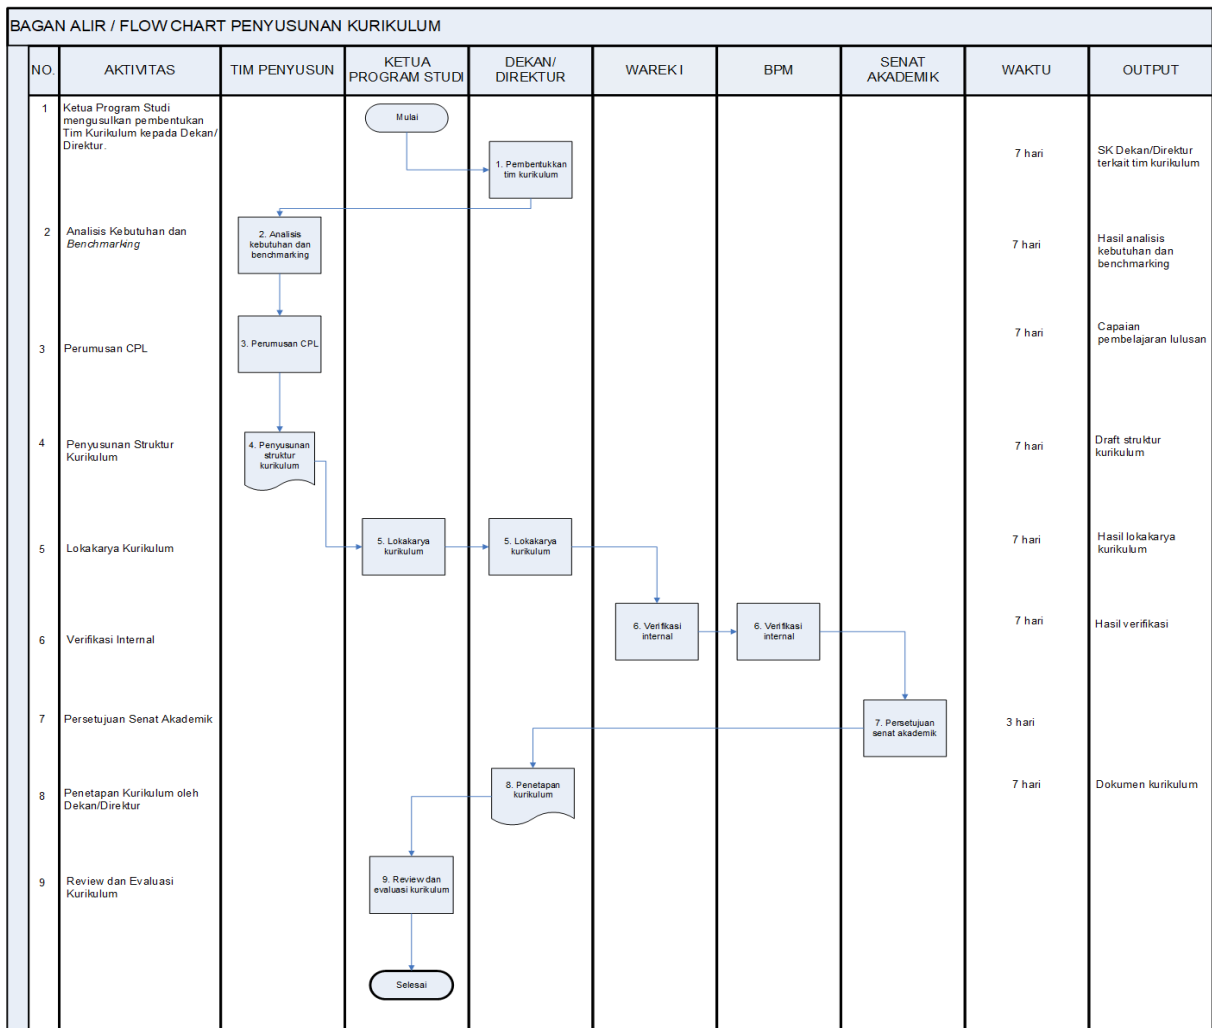 BAGAN ALIR / FLOW CHART PENYUSUNAN KURIKULUM
NO.
AKTIVITAS
TIM PENYUSUN
KETUA
PROGRAM STUDI
DEKAN/
DIREKTUR
WAREK I
BPM
SENAT
AKADEMIK
WAKTU
OUTPUT
1
Ketua Program Studi
mengusulkan pembentukan
Tim Kurikulum kepada Dekan/
Direktur.
Mulai
1. Pembentukkan
tim kurikulum
7 hari
SK Dekan/Direktur
terkait tim kurikulum
2
Analisis Kebutuhan dan
Benchmarking
2. Analisis
kebutuhan dan
benchmarking
7 hari
Hasil analisis
kebutuhan dan
benchmarking
3
Perumusan CPL
3. Perumusan CPL
7 hari
Capaian
pembelajaran lulusan
4
Penyusunan Struktur
Kurikulum
4. Penyusunan
struktur
kurikulum
7 hari
Draft struktur
kurikulum
5
Lokakarya Kurikulum
5. Lokakarya
kurikulum
5. Lokakarya
kurikulum
7 hari
Hasil lokakarya
kurikulum
6
Verifikasi Internal
6. Verifikasi
internal
6. Verifikasi
internal
7 hari
Hasil verifikasi
7
Persetujuan Senat Akademik
7. Persetujuan
senat akademik
3 hari
8
Penetapan Kurikulum oleh
Dekan/Direktur
8. Penetapan
kurikulum
7 hari
Dokumen kurikulum
9
Review dan Evaluasi
Kurikulum
9. Review dan
evaluasi kurikulum
Selesai